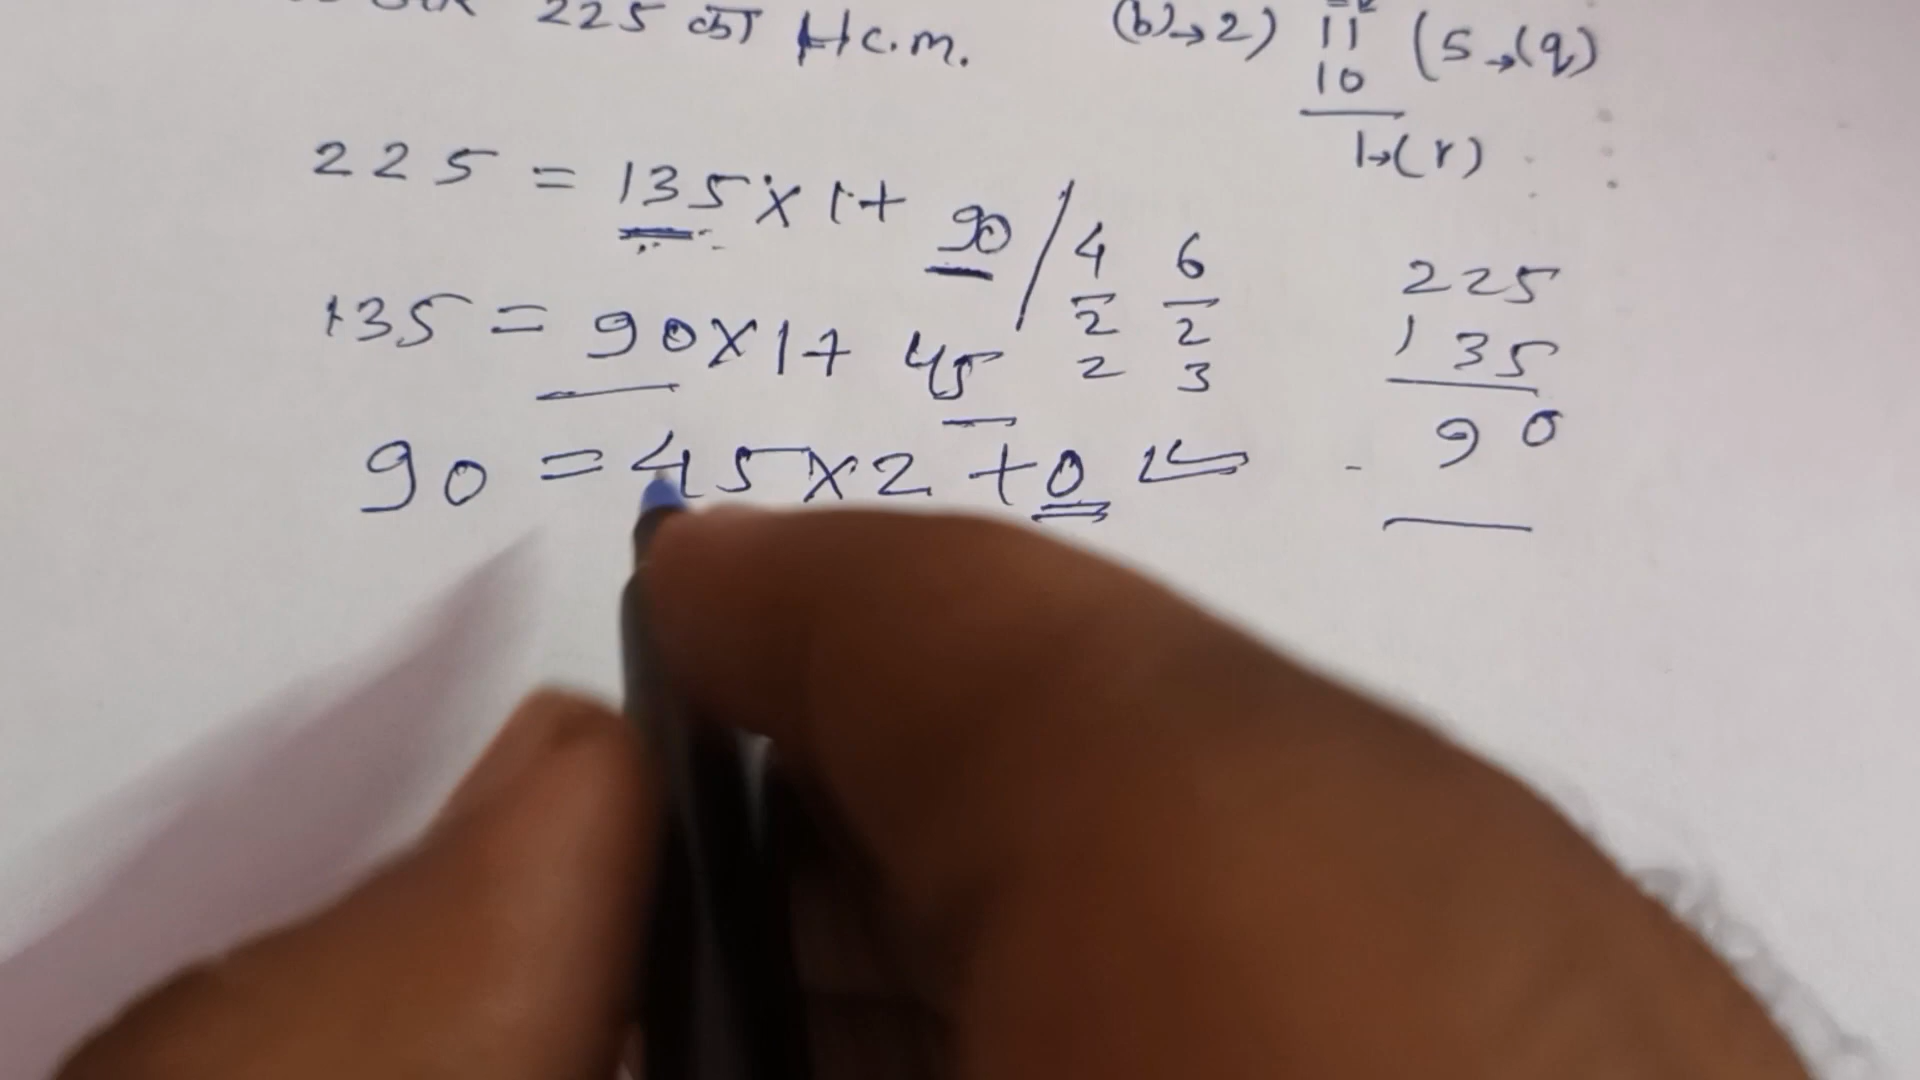 225 का H c.m.
(b)→2) 11 (5→(q)
10
1→(r)
225 = 135 × 1 + 90
135 = 90 × 1 + 45
90 = 45 × 2 + 0
4 6
2 2
2 3
225
135
90